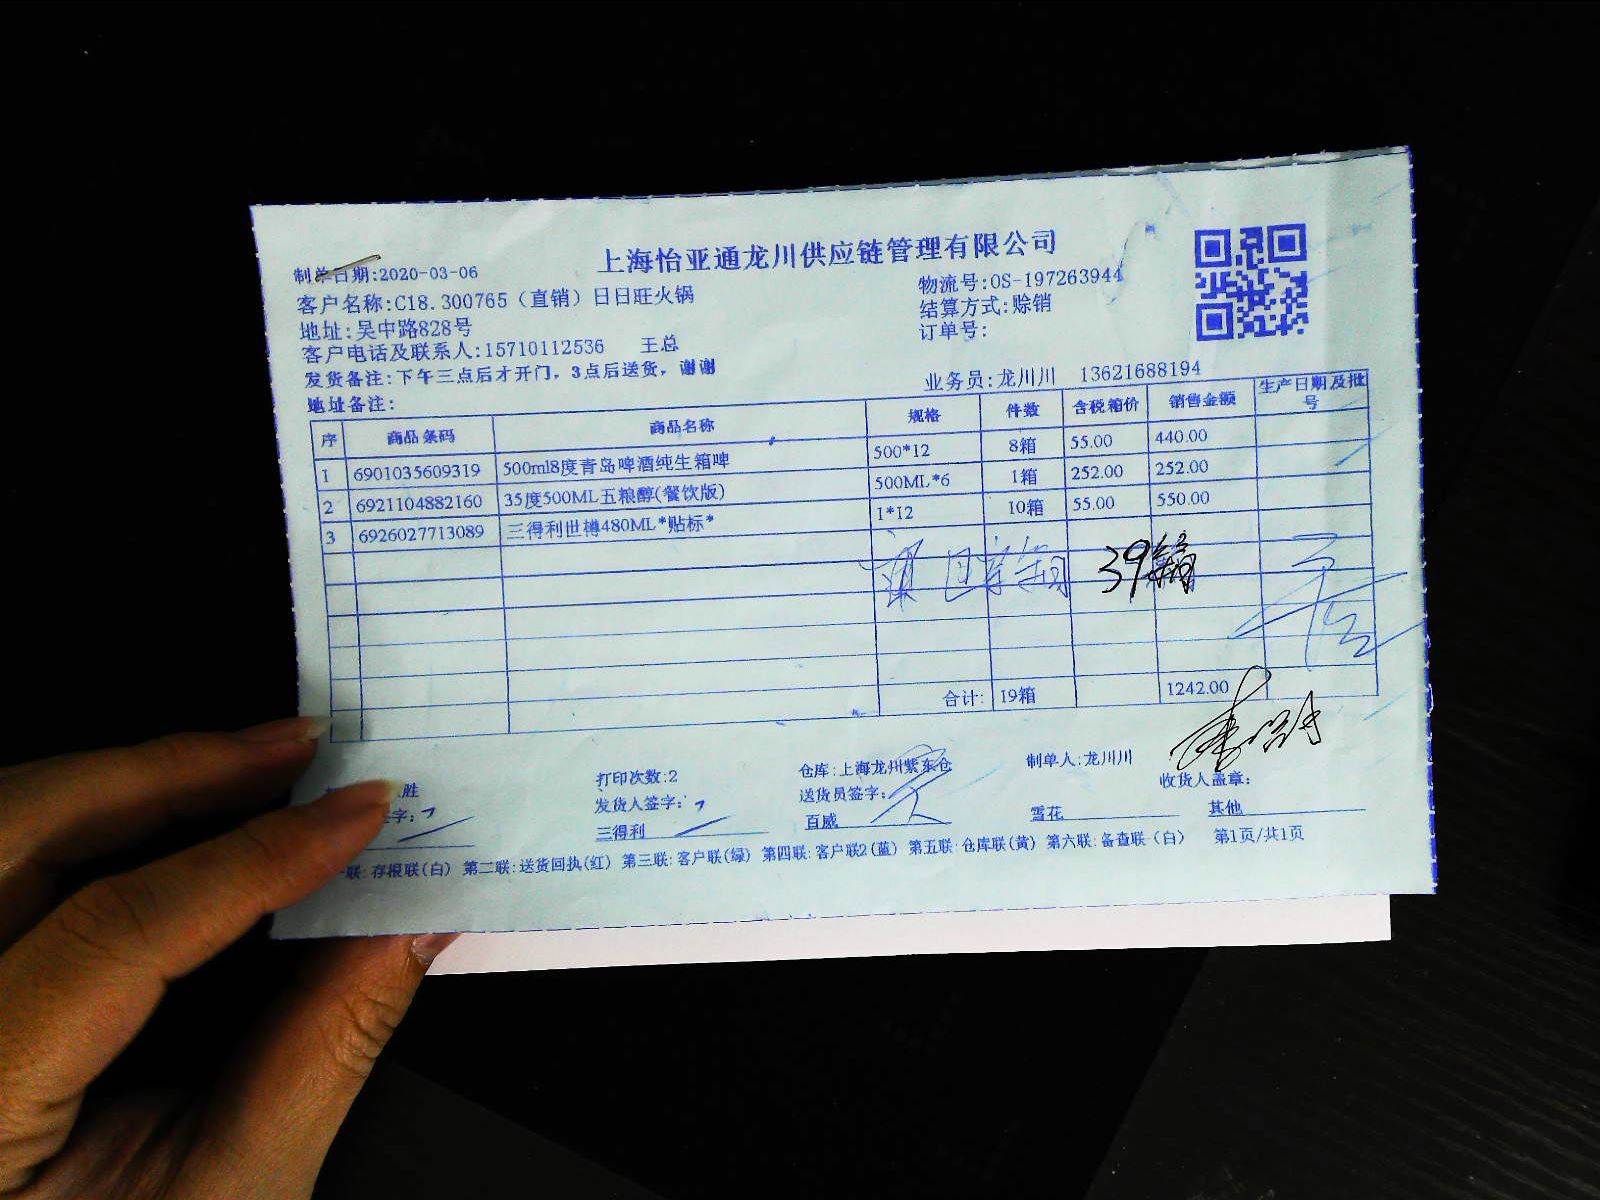 上海怡亚通龙川供应链管理有限公司
制单日期:2020-03-06
物流号:OS-197263944
客户名称:C18.300765（直销）日日旺火锅
结算方式:赊销
地址:吴中路828号
订单号:
客户电话及联系人:15710112536 王总
发货备注:下午三点后才开门，3点后送货，谢谢
业务员:龙川川 13621688194
地址备注:
序 商品条码 商品名称 规格 件数 含税箱价 销售金额 生产日期及批号
1 6901035609319 500ml8度青岛啤酒纯生箱啤 500*12 8箱 55.00 440.00
2 6921104882160 35度500ML五粮醇(餐饮版) 500ML*6 1箱 252.00 252.00
3 6926027713089 三得利世樽480ML*贴标* 1*12 10箱 55.00 550.00
39箱
合计: 19箱 1242.00
胜 打印次数:2 仓库:上海龙州紫东仓 制单人:龙川川
字: 发货人签字: 送货员签字: 收货人盖章:
三得利 百威 雪花 其他
联:存根联(白) 第二联:送货回执(红) 第三联:客户联(绿) 第四联:客户联2(蓝) 第五联:仓库联(黄) 第六联:备查联(白) 第1页/共1页